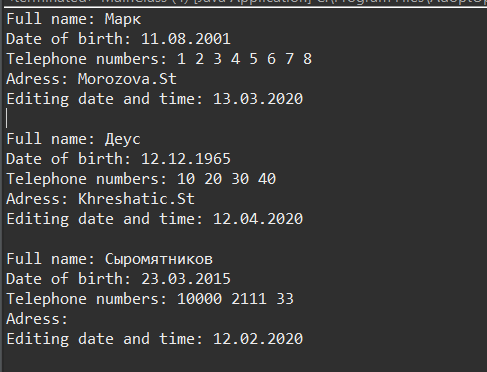 Full name: Марк
Date of birth: 11.08.2001
Telephone numbers: 1 2 3 4 5 6 7 8
Adress: Morozova.St
Editing date and time: 13.03.2020
Full name: Деус
Date of birth: 12.12.1965
Telephone numbers: 10 20 30 40
Adress: Khreshatic.St
Editing date and time: 12.04.2020
Full name: Сыромятников
Date of birth: 23.03.2015
Telephone numbers: 10000 2111 33
Adress:
Editing date and time: 12.02.2020